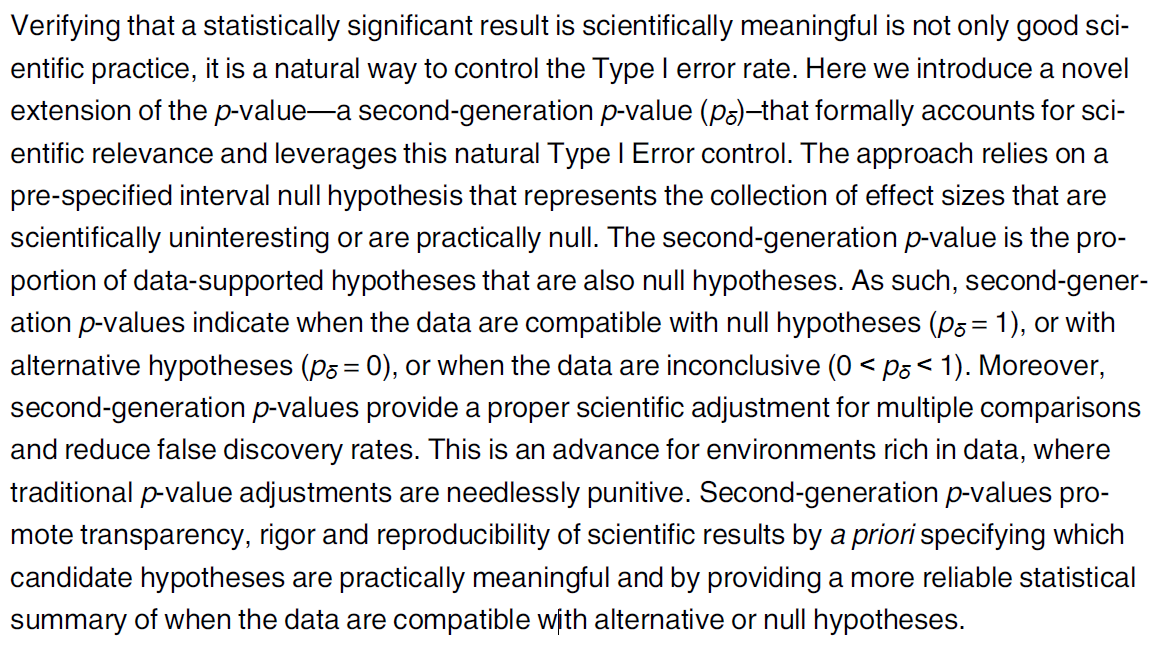 Verifying that a statistically significant result is scientifically meaningful is not only good sci-
entific practice, it is a natural way to control the Type I error rate. Here we introduce a novel
extension of the p-value—a second-generation p-value (pδ)–that formally accounts for sci-
entific relevance and leverages this natural Type I Error control. The approach relies on a
pre-specified interval null hypothesis that represents the collection of effect sizes that are
scientifically uninteresting or are practically null. The second-generation p-value is the pro-
portion of data-supported hypotheses that are also null hypotheses. As such, second-gener-
ation p-values indicate when the data are compatible with null hypotheses (pδ = 1), or with
alternative hypotheses (pδ = 0), or when the data are inconclusive (0 < pδ < 1). Moreover,
second-generation p-values provide a proper scientific adjustment for multiple comparisons
and reduce false discovery rates. This is an advance for environments rich in data, where
traditional p-value adjustments are needlessly punitive. Second-generation p-values pro-
mote transparency, rigor and reproducibility of scientific results by a priori specifying which
candidate hypotheses are practically meaningful and by providing a more reliable statistical
summary of when the data are compatible with alternative or null hypotheses.